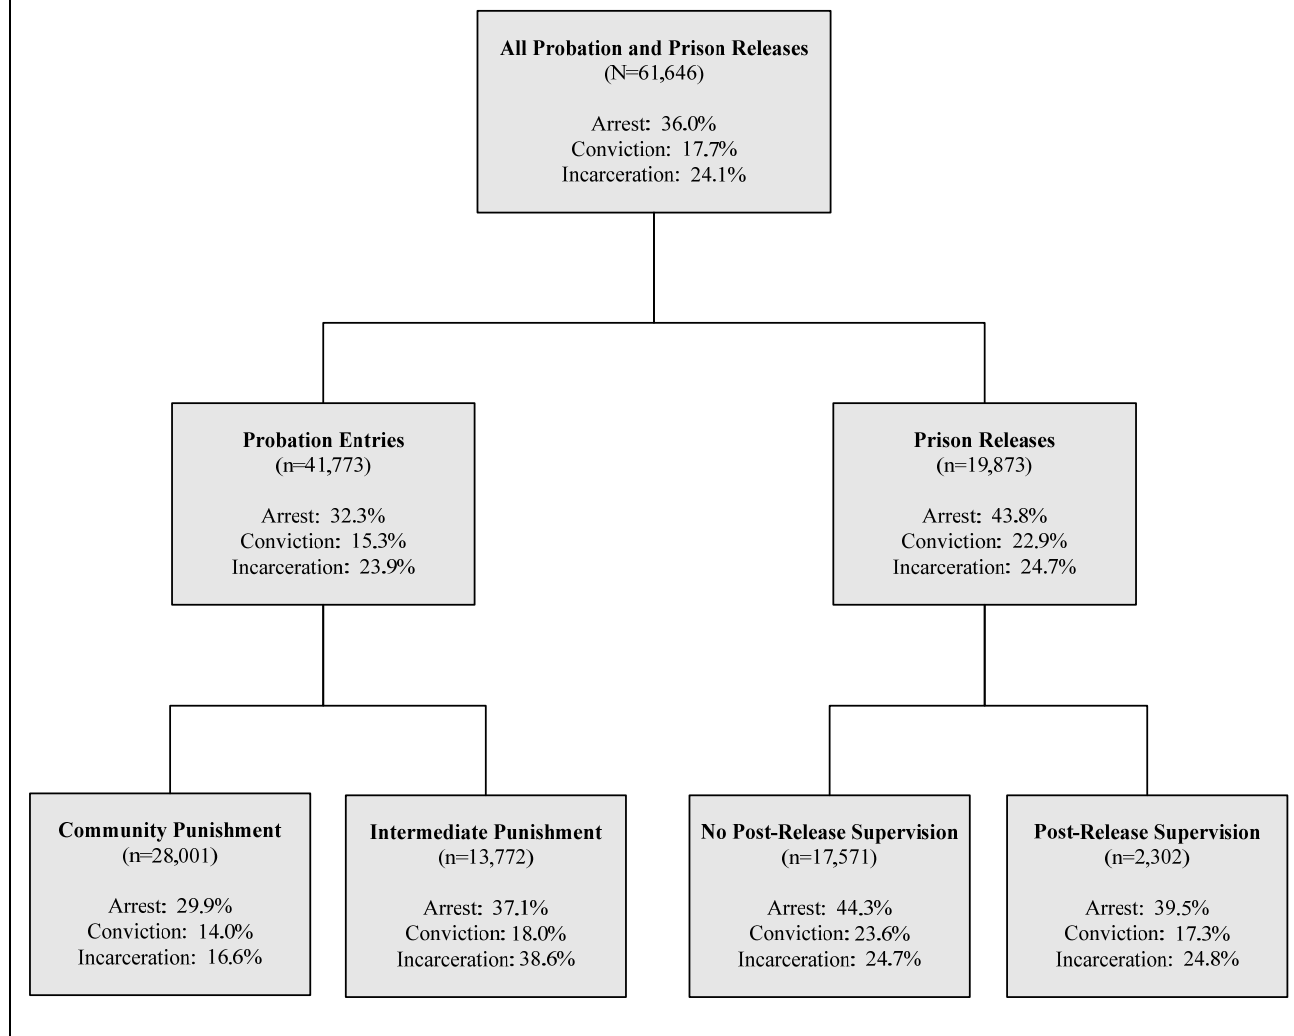 All Probation and Prison Releases
(N=61,646)
Arrest: 36.0%
Conviction: 17.7%
Incarceration: 24.1%
Probation Entries
(n=41,773)
Arrest: 32.3%
Conviction: 15.3%
Incarceration: 23.9%
Prison Releases
(n=19,873)
Arrest: 43.8%
Conviction: 22.9%
Incarceration: 24.7%
Community Punishment
(n=28,001)
Arrest: 29.9%
Conviction: 14.0%
Incarceration: 16.6%
Intermediate Punishment
(n=13,772)
Arrest: 37.1%
Conviction: 18.0%
Incarceration: 38.6%
No Post-Release Supervision
(n=17,571)
Arrest: 44.3%
Conviction: 23.6%
Incarceration: 24.7%
Post-Release Supervision
(n=2,302)
Arrest: 39.5%
Conviction: 17.3%
Incarceration: 24.8%